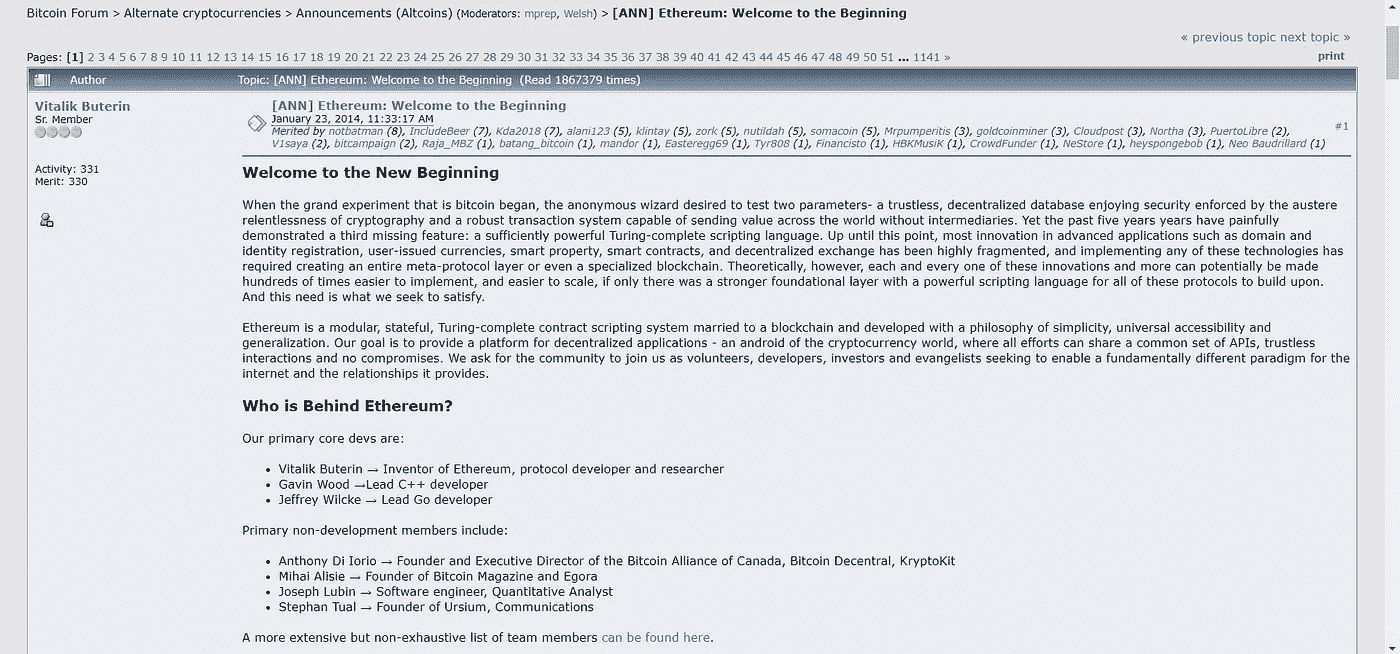 Bitcoin Forum > Alternate cryptocurrencies > Announcements (Altcoins) (Moderators: mprep, Welsh) > [ANN] Ethereum: Welcome to the Beginning
« previous topic next topic »
Pages: [1] 2 3 4 5 6 7 8 9 10 11 12 13 14 15 16 17 18 19 20 21 22 23 24 25 26 27 28 29 30 31 32 33 34 35 36 37 38 39 40 41 42 43 44 45 46 47 48 49 50 51 ... 1141 »
print
Author Topic: [ANN] Ethereum: Welcome to the Beginning (Read 1867379 times)
Vitalik Buterin
Sr. Member
Activity: 331
Merit: 330
[ANN] Ethereum: Welcome to the Beginning
January 23, 2014, 11:33:17 AM
#1
Merited by notbatman (8), IncludeBeer (7), Kda2018 (7), alani123 (5), klintay (5), zork (5), nutildah (5), somacoin (5), Mrpumperitis (3), goldcoinminer (3), Cloudpost (3), Northa (3), PuertoLibre (2),
V1saya (2), bitcampaign (2), Raja_MBZ (1), batang_bitcoin (1), mandor (1), Easteregg69 (1), Tyr808 (1), Financisto (1), HBKMusiK (1), CrowdFunder (1), NeStore (1), heyspongebob (1), Neo Baudrillard (1)
Welcome to the New Beginning
When the grand experiment that is bitcoin began, the anonymous wizard desired to test two parameters- a trustless, decentralized database enjoying security enforced by the austere
relentlessness of cryptography and a robust transaction system capable of sending value across the world without intermediaries. Yet the past five years years have painfully
demonstrated a third missing feature: a sufficiently powerful Turing-complete scripting language. Up until this point, most innovation in advanced applications such as domain and
identity registration, user-issued currencies, smart property, smart contracts, and decentralized exchange has been highly fragmented, and implementing any of these technologies has
required creating an entire meta-protocol layer or even a specialized blockchain. Theoretically, however, each and every one of these innovations and more can potentially be made
hundreds of times easier to implement, and easier to scale, if only there was a stronger foundational layer with a powerful scripting language for all of these protocols to build upon.
And this need is what we seek to satisfy.
Ethereum is a modular, stateful, Turing-complete contract scripting system married to a blockchain and developed with a philosophy of simplicity, universal accessibility and
generalization. Our goal is to provide a platform for decentralized applications - an android of the cryptocurrency world, where all efforts can share a common set of APIs, trustless
interactions and no compromises. We ask for the community to join us as volunteers, developers, investors and evangelists seeking to enable a fundamentally different paradigm for the
internet and the relationships it provides.
Who is Behind Ethereum?
Our primary core devs are:
• Vitalik Buterin → Inventor of Ethereum, protocol developer and researcher
• Gavin Wood →Lead C++ developer
• Jeffrey Wilcke → Lead Go developer
Primary non-development members include:
• Anthony Di Iorio → Founder and Executive Director of the Bitcoin Alliance of Canada, Bitcoin Decentral, KryptoKit
• Mihai Alisie → Founder of Bitcoin Magazine and Egora
• Joseph Lubin → Software engineer, Quantitative Analyst
• Stephan Tual → Founder of Ursium, Communications
A more extensive but non-exhaustive list of team members can be found here.